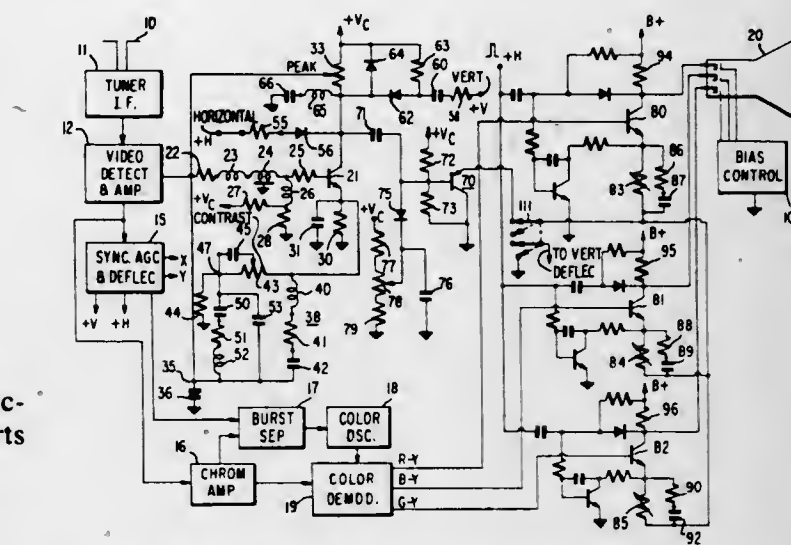 10
11
TUNER
I.F.
12
VIDEO
DETECT
& AMP
15
SYNC. AGC
& DEFLEC
X
Y
+V
+H
22
23
24
25
21
26
27
+VC
CONTRAST
28
31
30
+VC
33
PEAK
64
63
66
65
62
60
VERT
+V
HORIZONTAL
+H
55
56
71
+VC
72
70
73
75
+VC
77
78
79
76
45
47
43
44
50
51
52
53
40
38
41
42
35
36
17
BURST
SEP
18
COLOR
OSC.
16
CHROM
AMP
19
COLOR
DEMOD.
R-Y
B-Y
G-Y
+H
B+
94
80
83
86
87
111
TO VERT
DEFLEC
B+
95
81
84
88
89
B+
96
82
85
90
92
20
BIAS
CONTROL
c-
rts